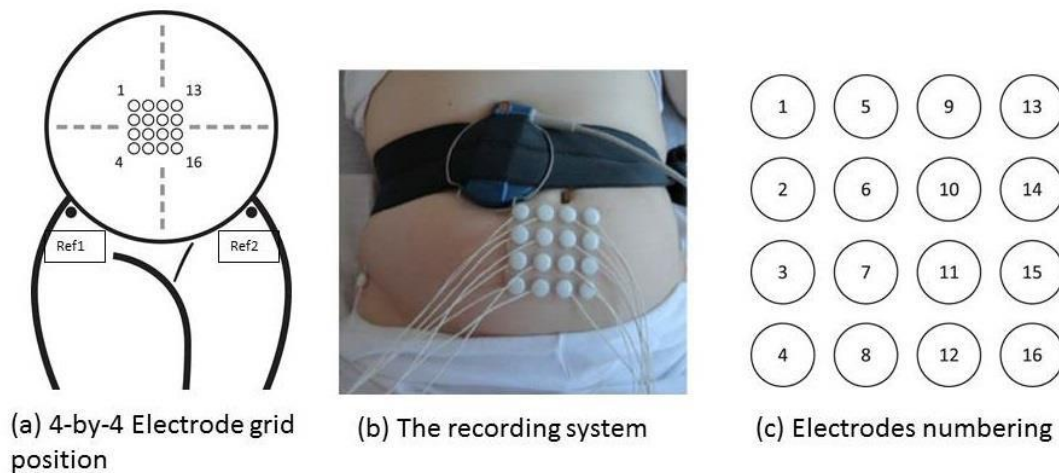 1 13
4 16
Ref1 Ref2
(a) 4-by-4 Electrode grid
position
(b) The recording system
1 5 9 13
2 6 10 14
3 7 11 15
4 8 12 16
(c) Electrodes numbering